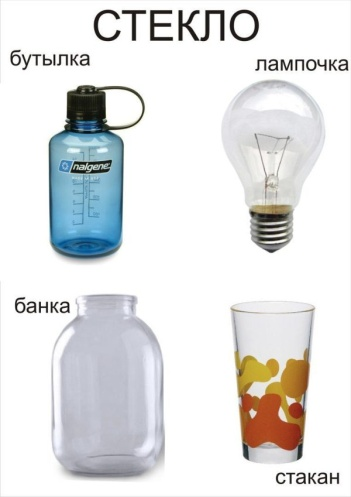 СТЕКЛО
бутылка
лампочка
nalgene
банка
стакан